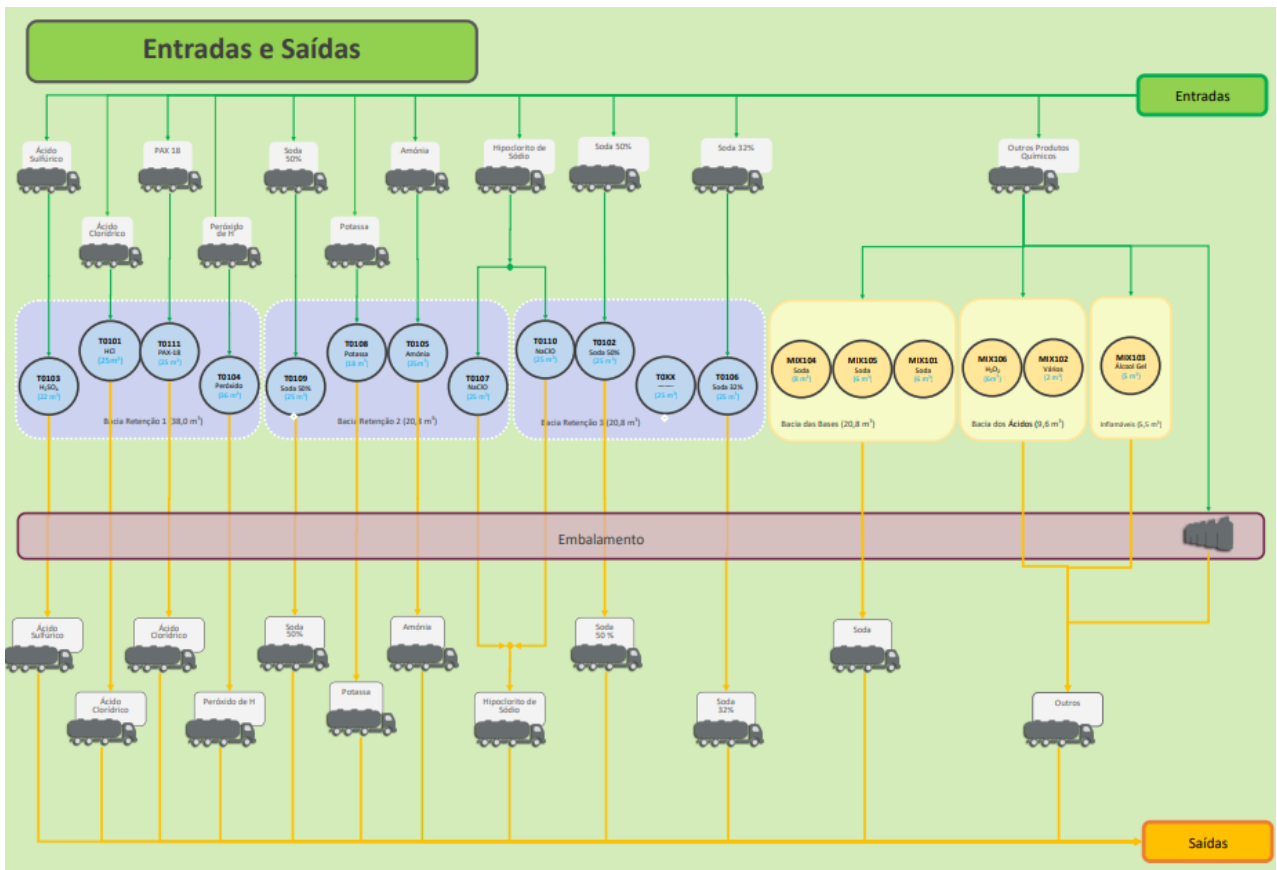 Entradas e Saídas
Entradas
Ácido
Sulfúrico
PAX 18
Soda
50%
Amónia
Hipoclorito de
Sódio
Soda 50%
Soda 32%
Outros Produtos
Químicos
Ácido
Clorídrico
Peróxido
de H
Potassa
T0103
H₂SO₄
(22 m³)
T0101
HCl
(25m³)
T0111
PAX-18
(25 m³)
T0104
Peróxido
(26 m³)
Bacia Retenção 1 (38,0 m³)
T0109
Soda 50%
(25 m³)
T0108
Potassa
(18 m³)
T0105
Amónia
(25m³)
T0107
NaClO
(25 m³)
Bacia Retenção 2 (20,8 m³)
T0110
NaClO
(25 m³)
T0102
Soda 50%
(25 m³)
T0XX
-------
(25 m³)
T0106
Soda 32%
(25 m³)
Bacia Retenção 3 (20,8 m³)
MIX104
Soda
(8 m³)
MIX105
Soda
(6 m³)
MIX101
Soda
(6 m³)
Bacia das Bases (20,8 m³)
MIX106
H₂O₂
(6m³)
MIX102
Vários
(2 m³)
Bacia dos Ácidos (9,6 m³)
MIX103
Álcool Gel
(5 m³)
Inflamáveis (5,5 m³)
Embalamento
Ácido
Sulfúrico
Ácido
Clorídrico
Soda
50%
Amónia
Soda
50 %
Soda
Ácido
Clorídrico
Peróxido de H
Potassa
Hipoclorito de
Sódio
Soda
32%
Outros
Saídas